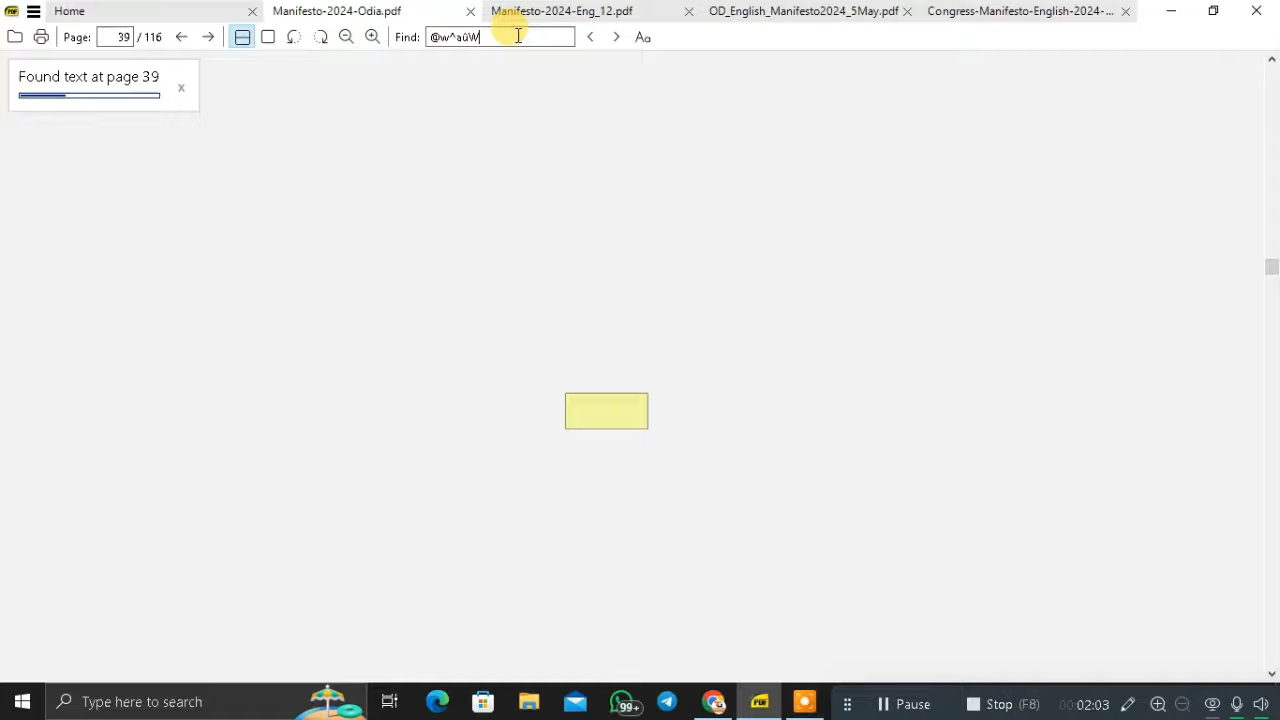 Home
Manifesto-2024-Odia.pdf
Manifesto-2024-Eng_12.pdf
OD_English_Manifesto2024_5May.pdf
Congress-Manifesto-English-2024-...
Page: 39 / 116
Find: @w^aûW
Aa
Found text at page 39
x
Type here to search
99+
Pause
Stop (F8)
00:02:03